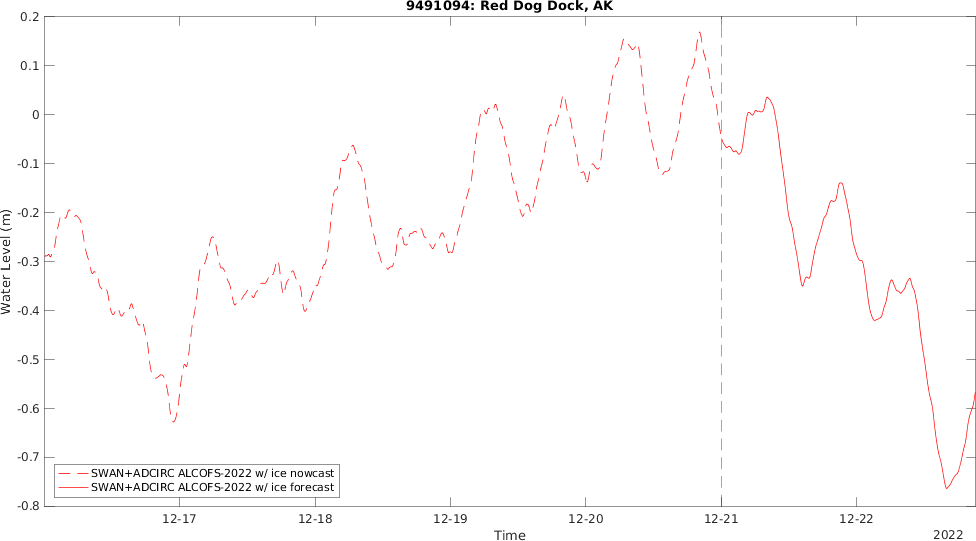 9491094: Red Dog Dock, AK
0.2
0.1
0
-0.1
-0.2
-0.3
-0.4
-0.5
-0.6
-0.7
-0.8
Water Level (m)
SWAN+ADCIRC ALCOFS-2022 w/ ice nowcast
SWAN+ADCIRC ALCOFS-2022 w/ ice forecast
12-17 12-18 12-19 12-20 12-21 12-22
Time
2022